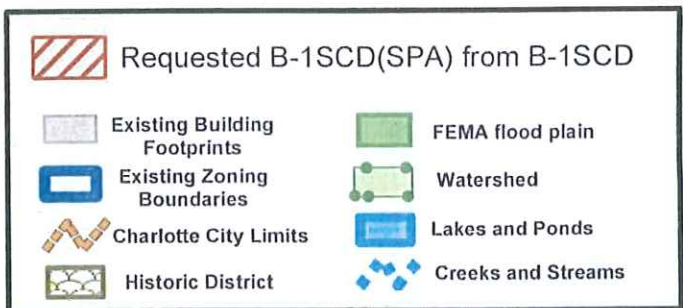 Requested B-1SCD(SPA) from B-1SCD
Existing Building
Footprints
Existing Zoning
Boundaries
Charlotte City Limits
Historic District
FEMA flood plain
Watershed
Lakes and Ponds
Creeks and Streams